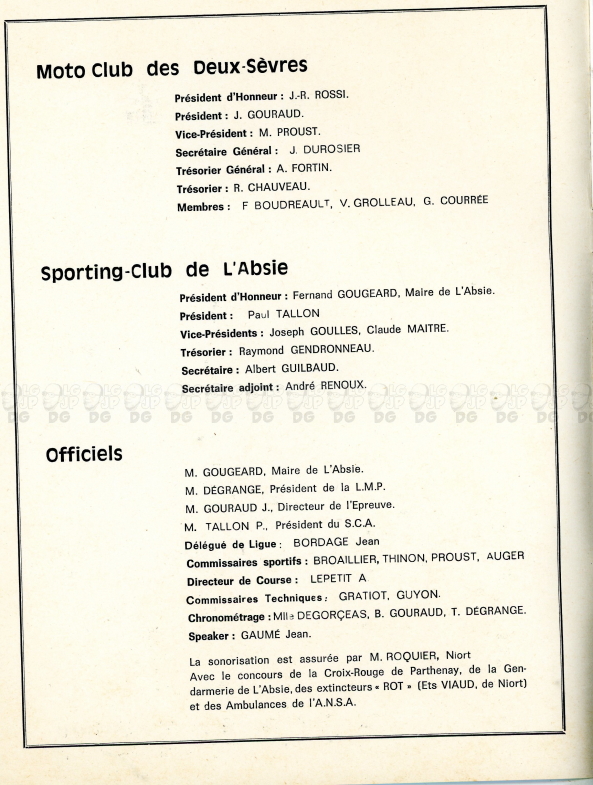 Moto Club des Deux-Sèvres
Président d'Honneur : J.-R. ROSSI.
Président : J. GOURAUD.
Vice-Président : M. PROUST.
Secrétaire Général : J. DUROSIER
Trésorier Général : A. FORTIN.
Trésorier : R. CHAUVEAU.
Membres : F BOUDREAULT, V. GROLLEAU, G. COURRÉE
Sporting-Club de L'Absie
Président d'Honneur : Fernand GOUGEARD, Maire de L'Absie.
Président : Paul TALLON
Vice-Présidents : Joseph GOULLES, Claude MAITRE.
Trésorier : Raymond GENDRONNEAU.
Secrétaire : Albert GUILBAUD.
Secrétaire adjoint : André RENOUX.
Officiels
M. GOUGEARD, Maire de L'Absie.
M. DÉGRANGE, Président de la L.M.P.
M. GOURAUD J., Directeur de l'Epreuve.
M. TALLON P., Président du S.C.A.
Délégué de Ligue : BORDAGE Jean
Commissaires sportifs : BROAILLIER, THINON, PROUST, AUGER
Directeur de Course : LEPETIT A
Commissaires Techniques : GRATIOT, GUYON.
Chronométrage : Mlle DEGORÇEAS, B. GOURAUD, T. DÉGRANGE.
Speaker : GAUMÉ Jean.
La sonorisation est assurée par M. ROQUIER, Niort
Avec le concours de la Croix-Rouge de Parthenay, de la Gen-
darmerie de L'Absie, des extincteurs « ROT » (Ets VIAUD, de Niort)
et des Ambulances de l'A.N.S.A.